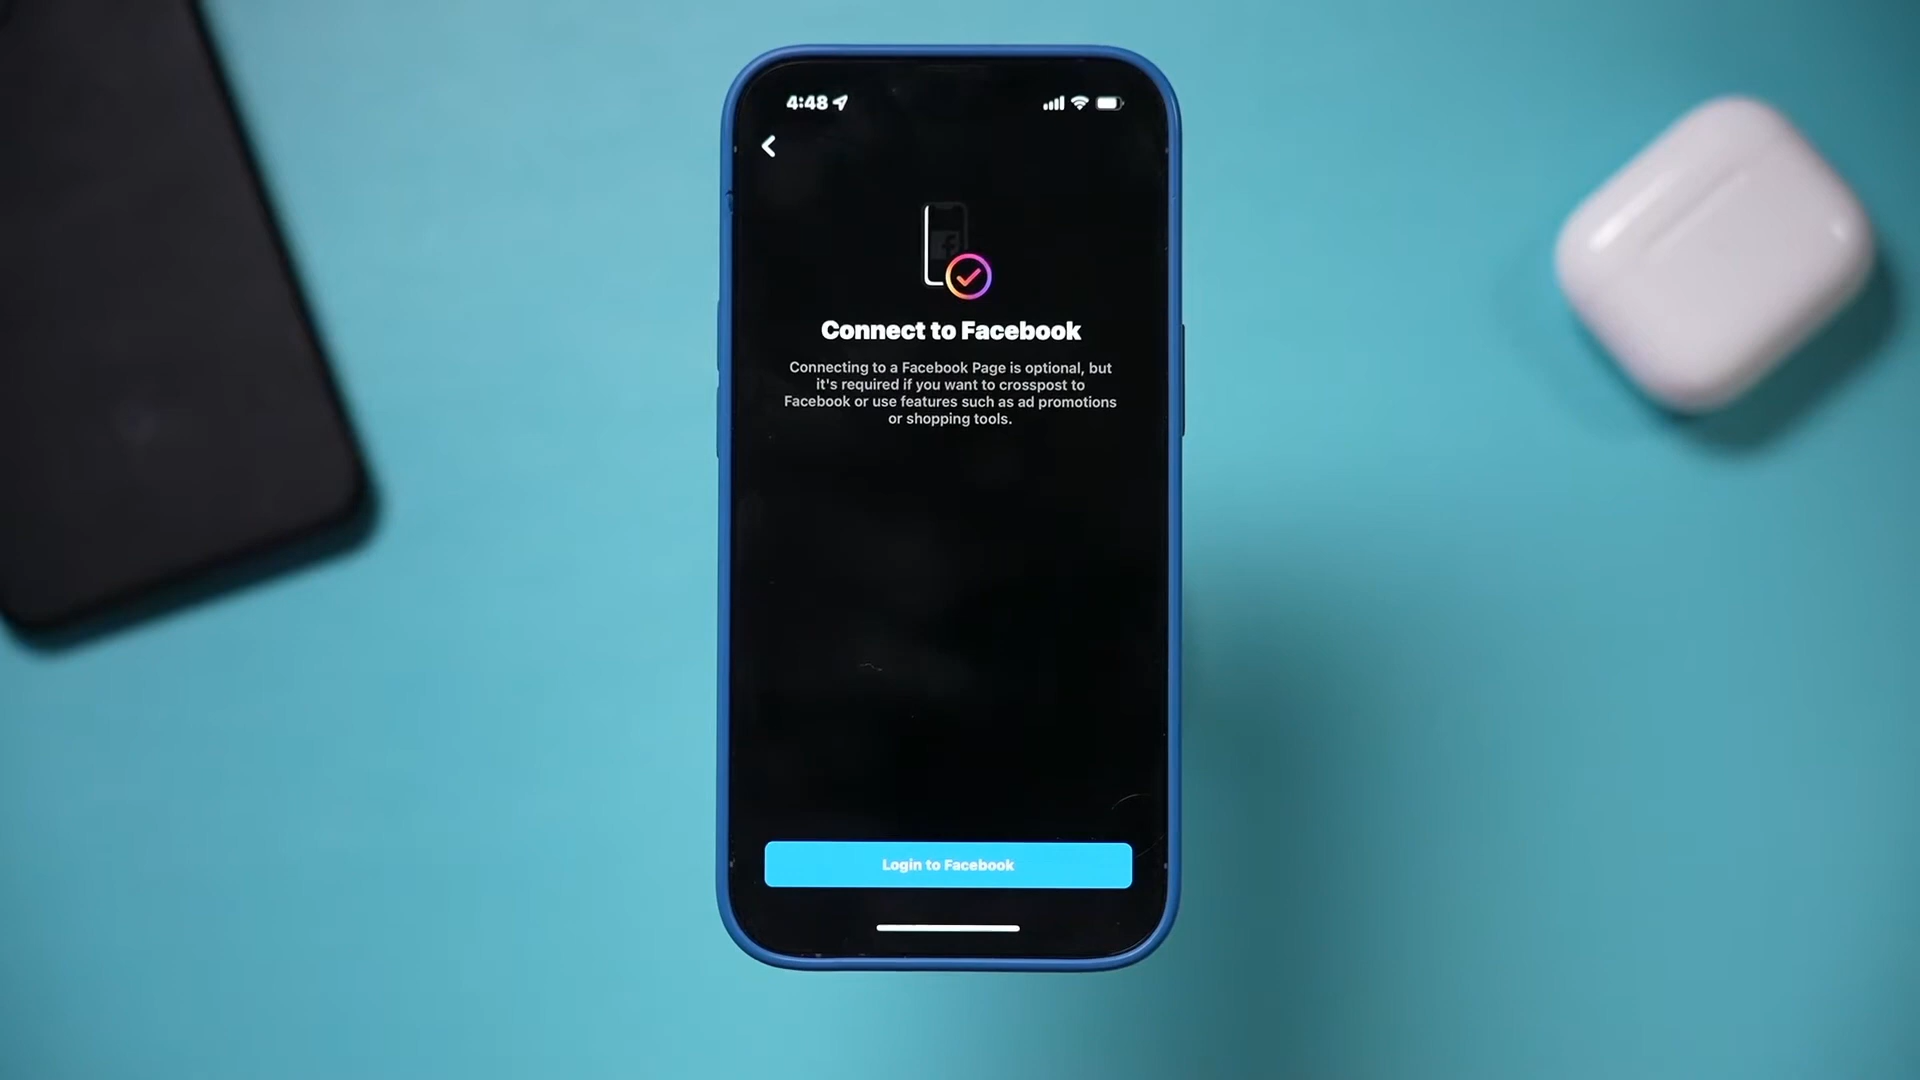 4:48
Connect to Facebook
Connecting to a Facebook Page is optional, but
it's required if you want to crosspost to
Facebook or use features such as ad promotions
or shopping tools.
Login to Facebook